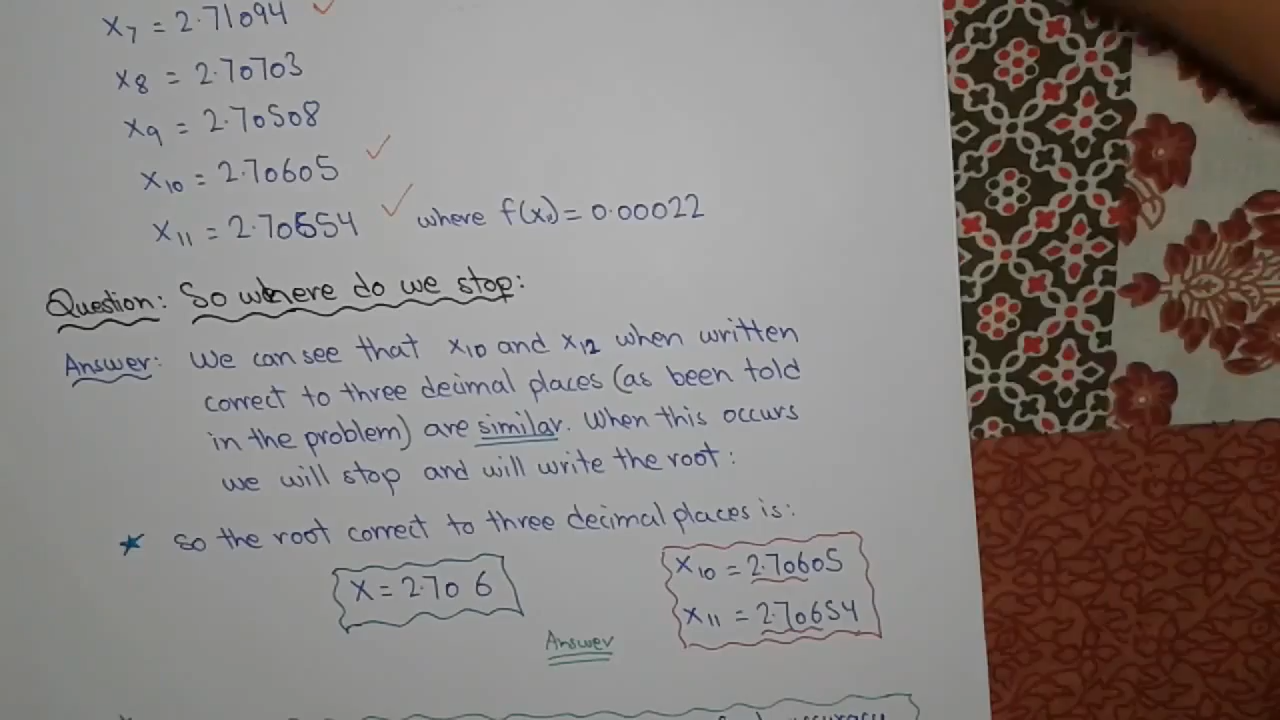 x7 = 2.71094 ✓
x8 = 2.70703
x9 = 2.70508
x10 = 2.70605 ✓
x11 = 2.70654 ✓ where f(x) = 0.00022
Question: So where do we stop:
Answer: We can see that x10 and x12 when written
correct to three decimal places (as been told
in the problem) are similar. When this occurs
we will stop and will write the root:
★ So the root correct to three decimal places is:
x = 2.706
x10 = 2.70605
x11 = 2.70654
Answer
accuracy